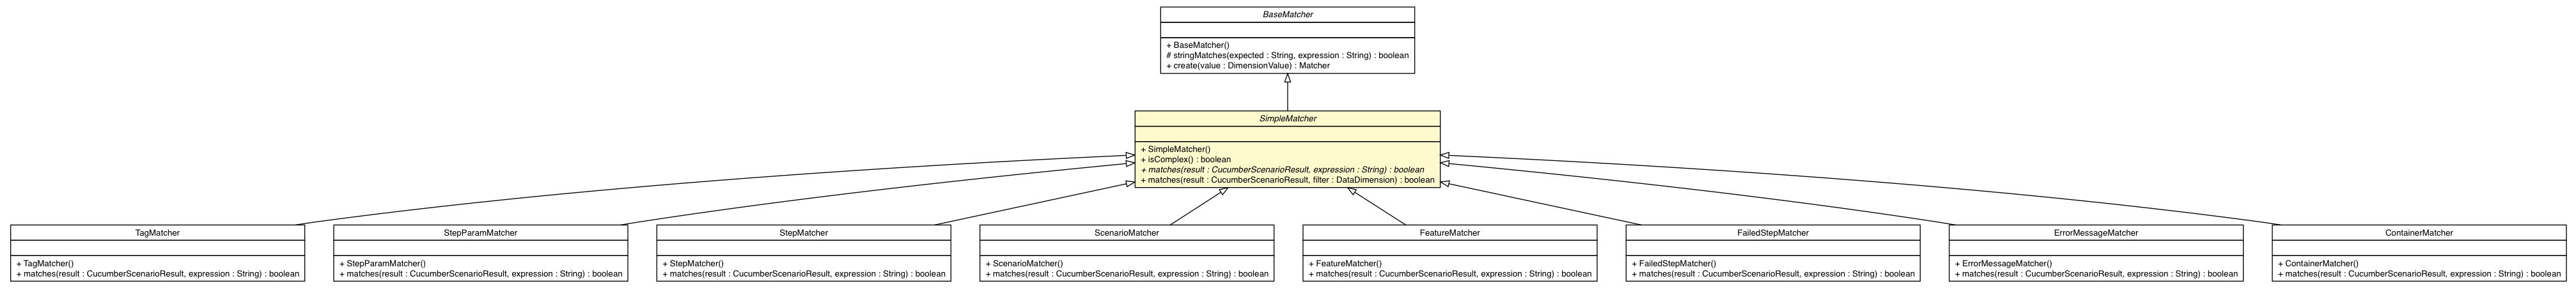 BaseMatcher
+ BaseMatcher()
# stringMatches(expected : String, expression : String) : boolean
+ create(value : DimensionValue) : Matcher
SimpleMatcher
+ SimpleMatcher()
+ isComplex() : boolean
+ matches(result : CucumberScenarioResult, expression : String) : boolean
+ matches(result : CucumberScenarioResult, filter : DataDimension) : boolean
TagMatcher
+ TagMatcher()
+ matches(result : CucumberScenarioResult, expression : String) : boolean
StepParamMatcher
+ StepParamMatcher()
+ matches(result : CucumberScenarioResult, expression : String) : boolean
StepMatcher
+ StepMatcher()
+ matches(result : CucumberScenarioResult, expression : String) : boolean
ScenarioMatcher
+ ScenarioMatcher()
+ matches(result : CucumberScenarioResult, expression : String) : boolean
FeatureMatcher
+ FeatureMatcher()
+ matches(result : CucumberScenarioResult, expression : String) : boolean
FailedStepMatcher
+ FailedStepMatcher()
+ matches(result : CucumberScenarioResult, expression : String) : boolean
ErrorMessageMatcher
+ ErrorMessageMatcher()
+ matches(result : CucumberScenarioResult, expression : String) : boolean
ContainerMatcher
+ ContainerMatcher()
+ matches(result : CucumberScenarioResult, expression : String) : boolean